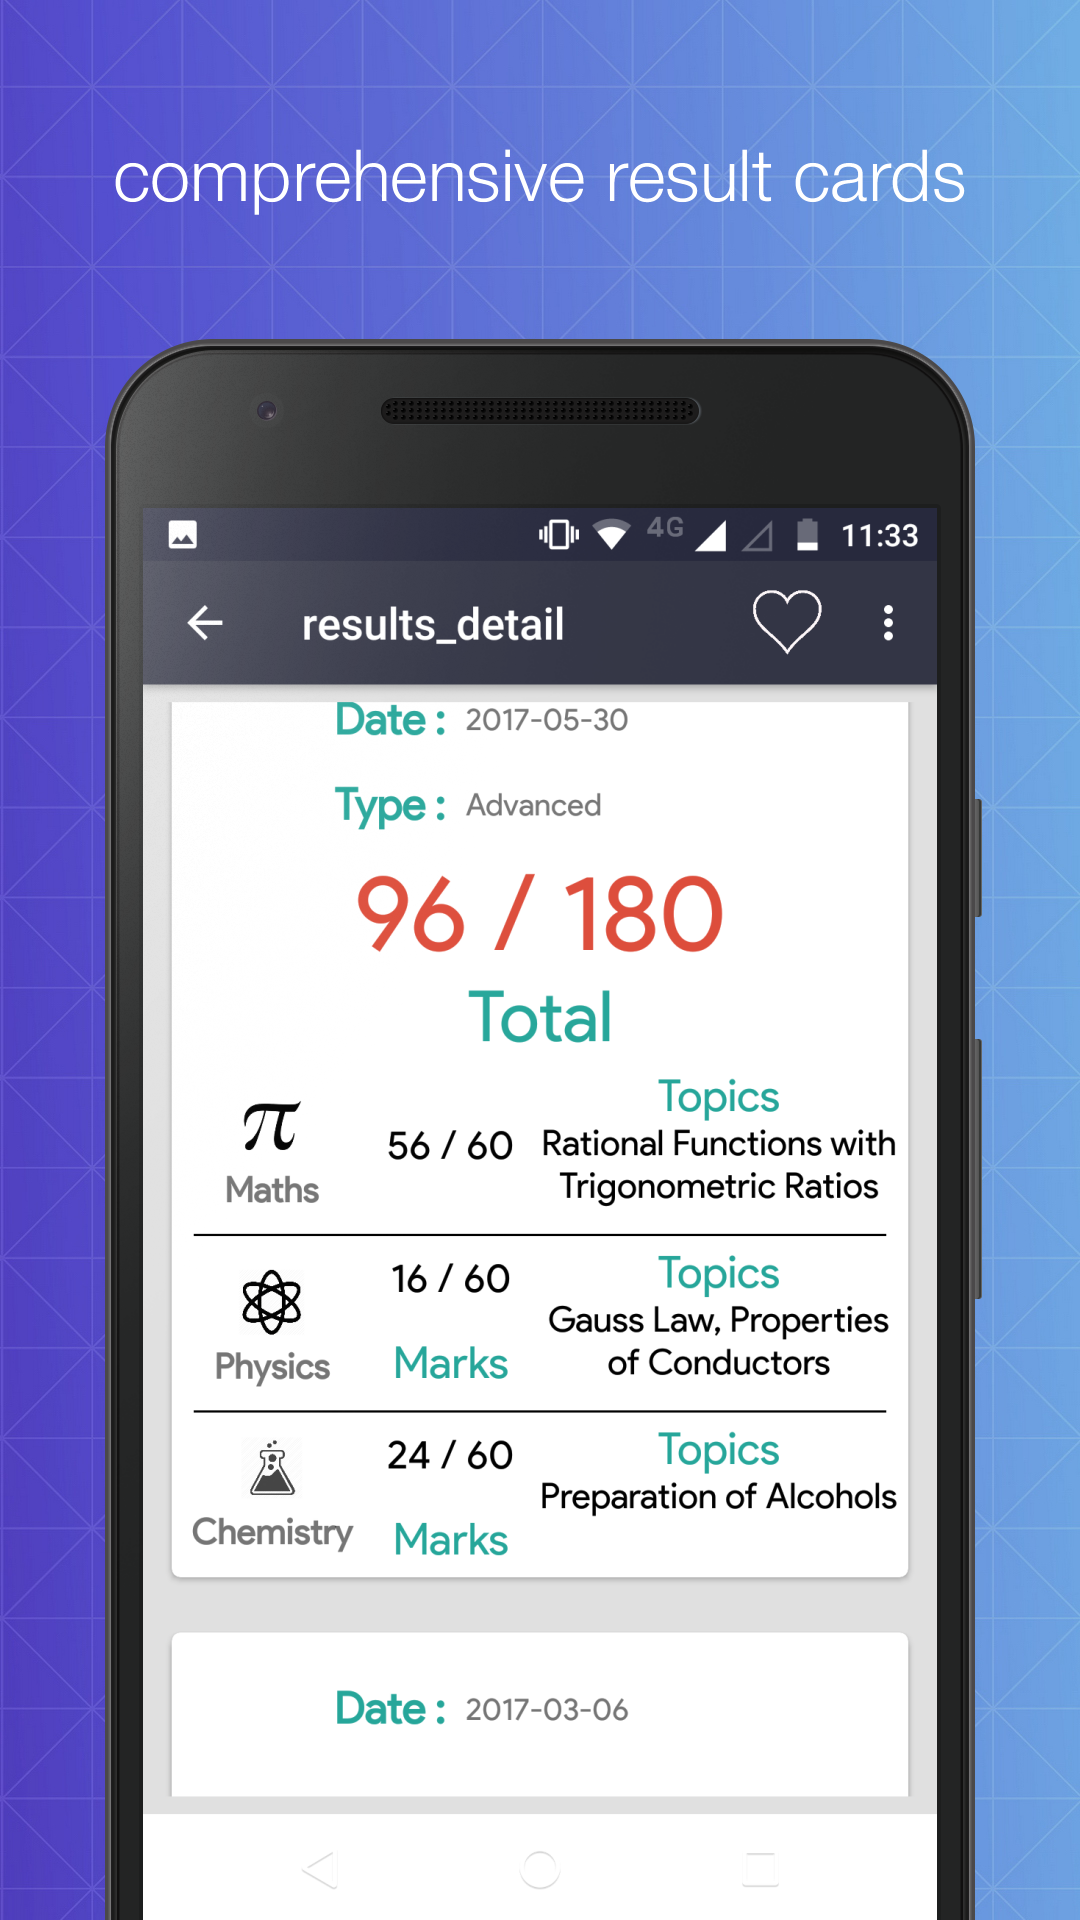 comprehensive result cards
4G 11:33
results_detail
Date : 2017-05-30
Type : Advanced
96 / 180
Total
π
Maths
56 / 60
Topics
Rational Functions with
Trigonometric Ratios
Physics
16 / 60
Marks
Topics
Gauss Law, Properties
of Conductors
Chemistry
24 / 60
Marks
Topics
Preparation of Alcohols
Date : 2017-03-06